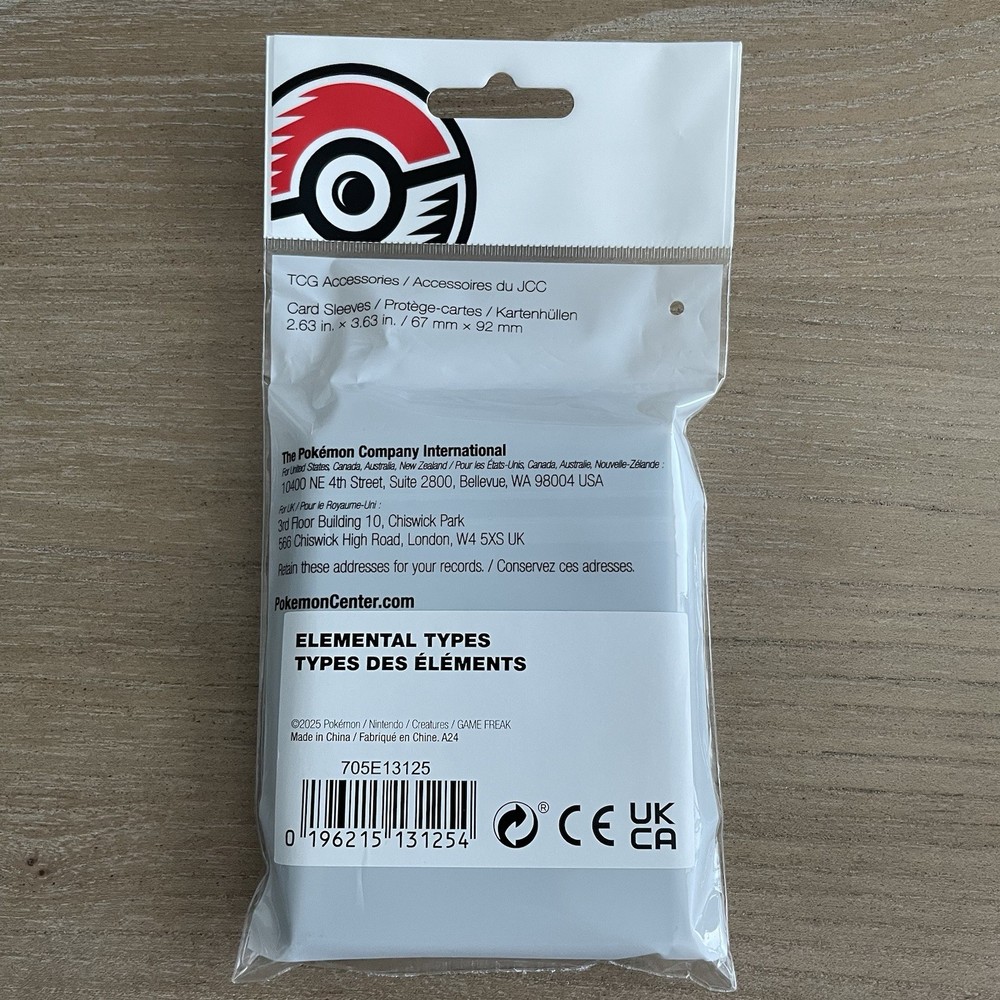 TCG Accessories / Accessoires du JCC
Card Sleeves / Protège-cartes / Kartenhüllen
2.63 in. × 3.63 in. / 67 mm × 92 mm
The Pokémon Company International
For United States, Canada, Australia, New Zealand / Pour les États-Unis, Canada, Australie, Nouvelle-Zélande :
10400 NE 4th Street, Suite 2800, Bellevue, WA 98004 USA
For UK / Pour le Royaume-Uni :
3rd Floor Building 10, Chiswick Park
566 Chiswick High Road, London, W4 5XS UK
Retain these addresses for your records. / Conservez ces adresses.
PokemonCenter.com
ELEMENTAL TYPES
TYPES DES ÉLÉMENTS
©2025 Pokémon / Nintendo / Creatures / GAME FREAK
Made in China / Fabriqué en Chine. A24
705E13125
0 196215 131254
® CE UK
CA